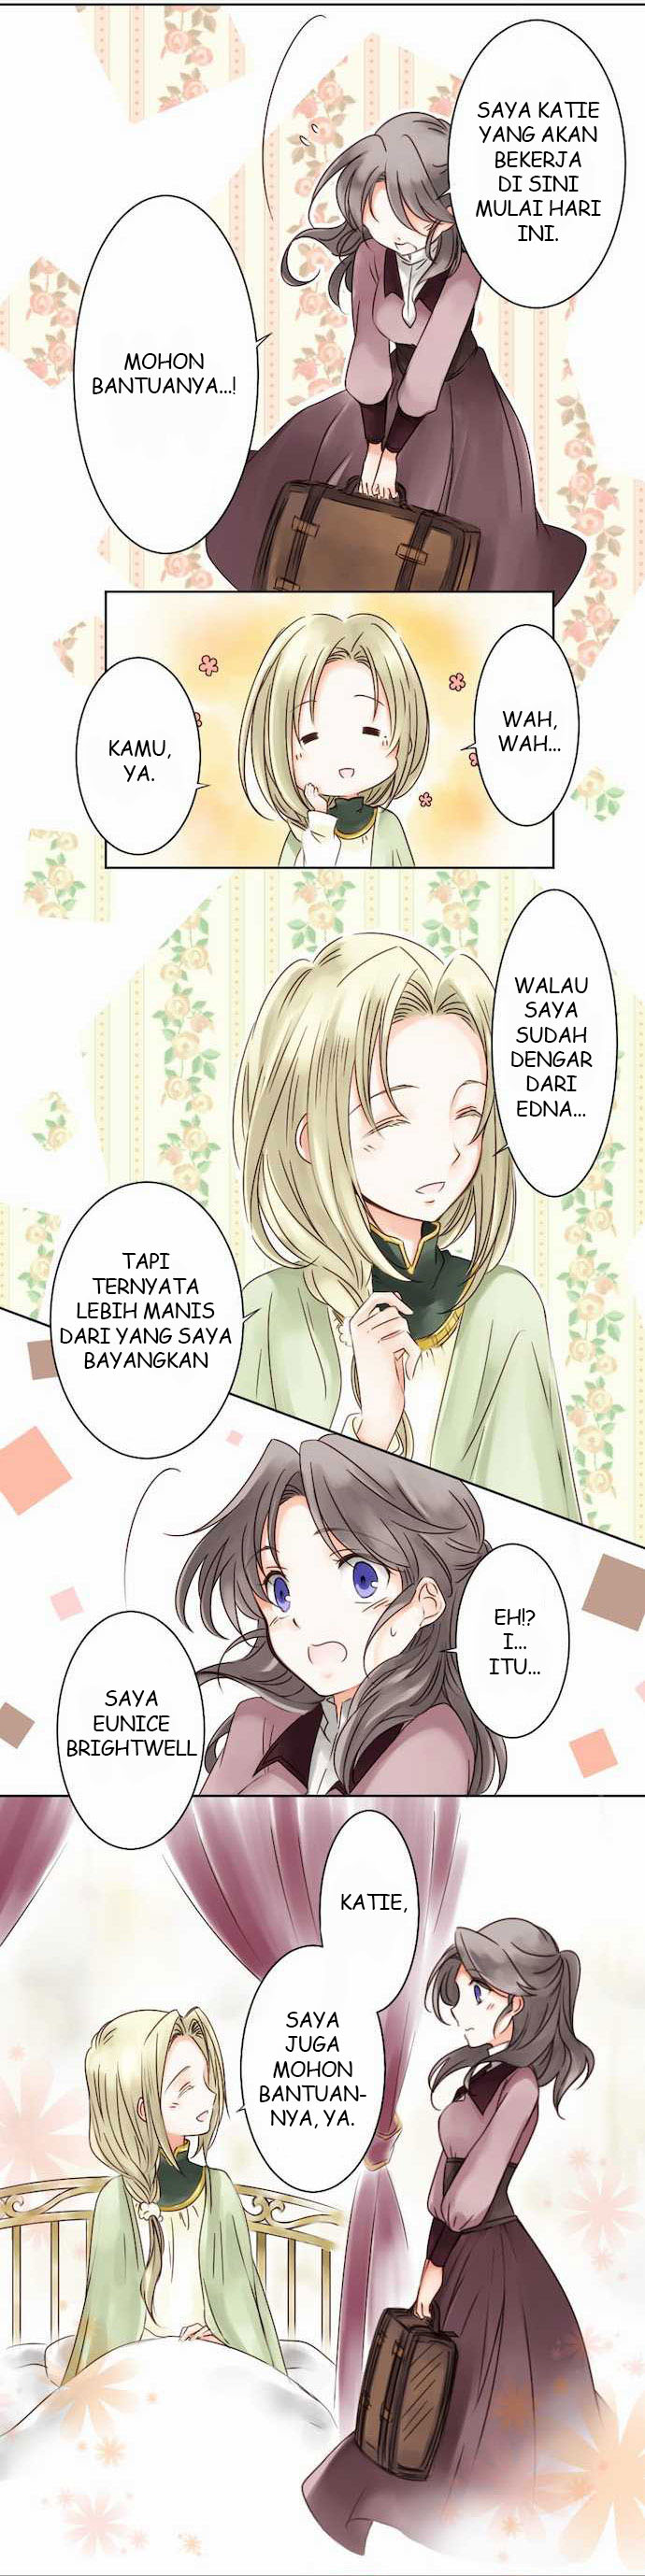 SAYA KATIE
YANG AKAN
BEKERJA
DI SINI
MULAI HARI
INI.
MOHON
BANTUANYA...!
WAH,
WAH...
KAMU,
YA.
WALAU
SAYA
SUDAH
DENGAR
DARI
EDNA...
TAPI
TERNYATA
LEBIH MANIS
DARI YANG SAYA
BAYANGKAN
EH!?
I...
ITU...
SAYA
EUNICE
BRIGHTWELL
KATIE,
SAYA
JUGA
MOHON
BANTUAN-
NYA, YA.